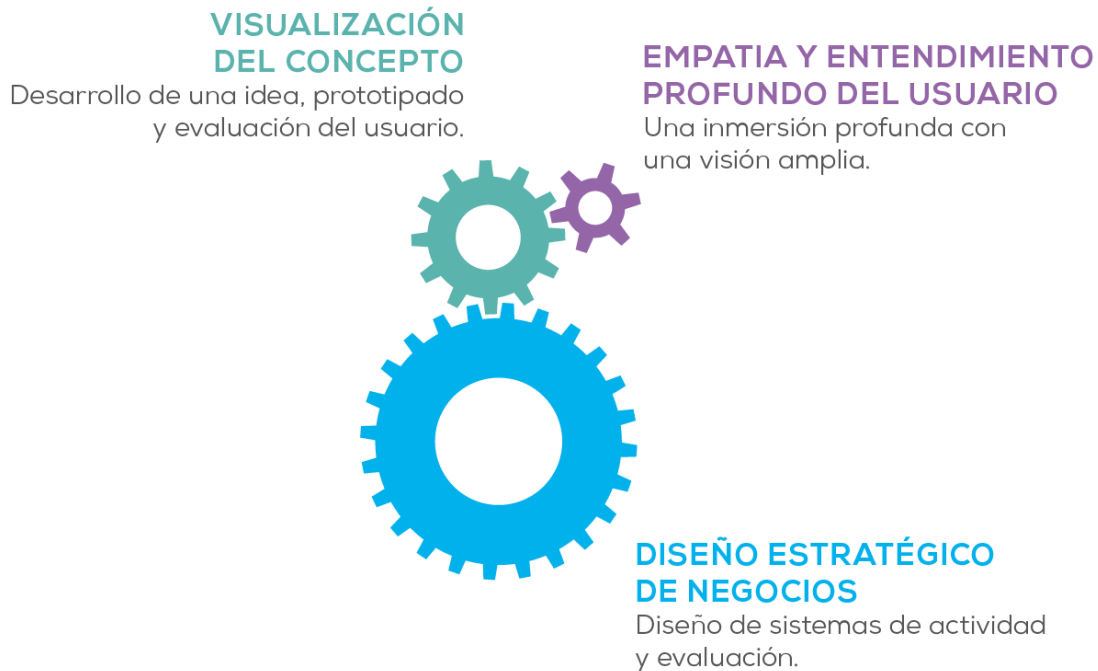 VISUALIZACIÓN
DEL CONCEPTO
Desarrollo de una idea, prototipado
y evaluación del usuario.
EMPATIA Y ENTENDIMIENTO
PROFUNDO DEL USUARIO
Una inmersión profunda con
una visión amplia.
DISEÑO ESTRATÉGICO
DE NEGOCIOS
Diseño de sistemas de actividad
y evaluación.